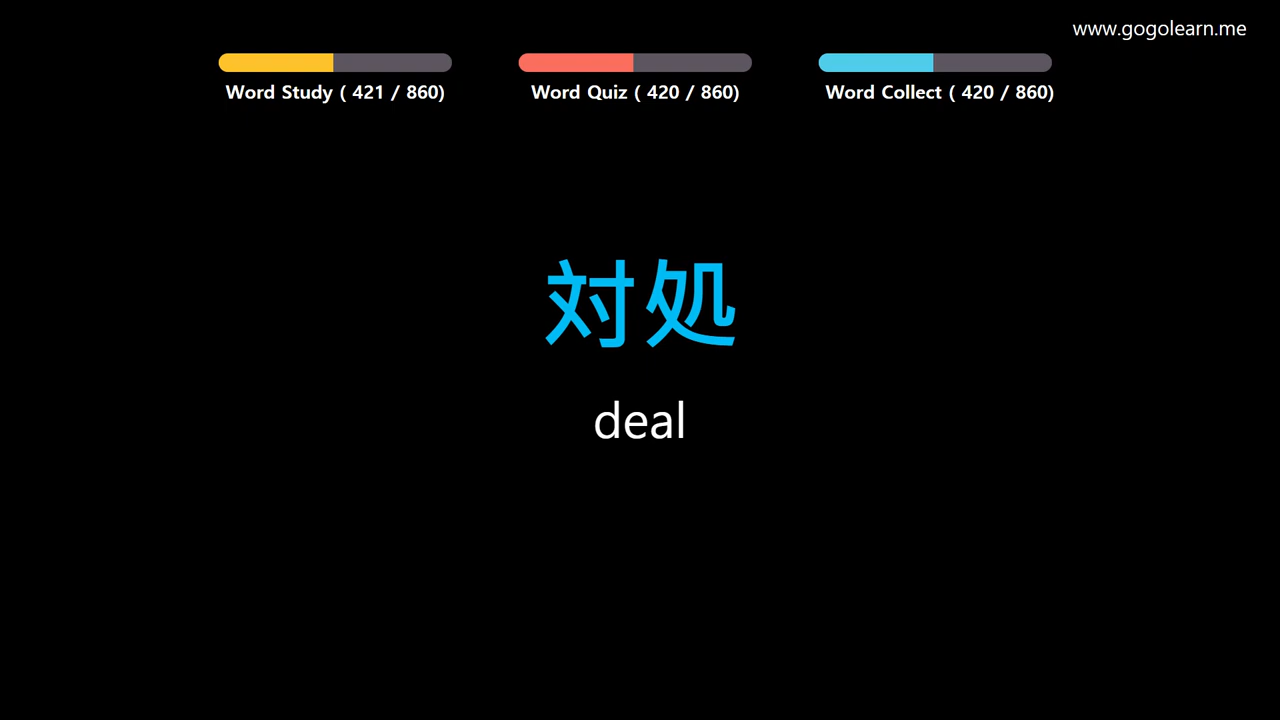 www.gogolearn.me
Word Study ( 421 / 860)
Word Quiz ( 420 / 860)
Word Collect ( 420 / 860)
対処
deal